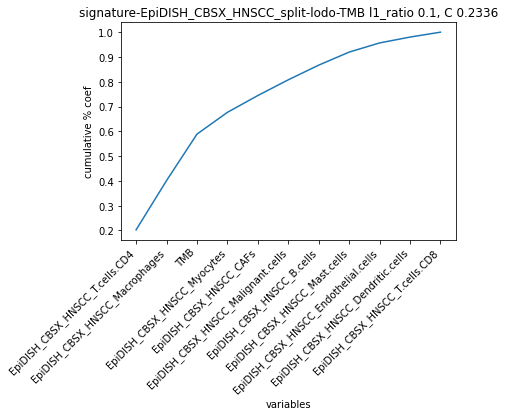 signature-EpiDISH_CBSX_HNSCC_split-lodo-TMB l1_ratio 0.1, C 0.2336
1.0
0.9
0.8
0.7
0.6
0.5
0.4
0.3
0.2
cumulative % coef
EpiDISH_CBSX_HNSCC_T.cells.CD4
EpiDISH_CBSX_HNSCC_Macrophages
TMB
EpiDISH_CBSX_HNSCC_Myocytes
EpiDISH_CBSX_HNSCC_CAFs
EpiDISH_CBSX_HNSCC_Malignant.cells
EpiDISH_CBSX_HNSCC_B.cells
EpiDISH_CBSX_HNSCC_Mast.cells
EpiDISH_CBSX_HNSCC_Endothelial.cells
EpiDISH_CBSX_HNSCC_Dendritic.cells
EpiDISH_CBSX_HNSCC_T.cells.CD8
variables